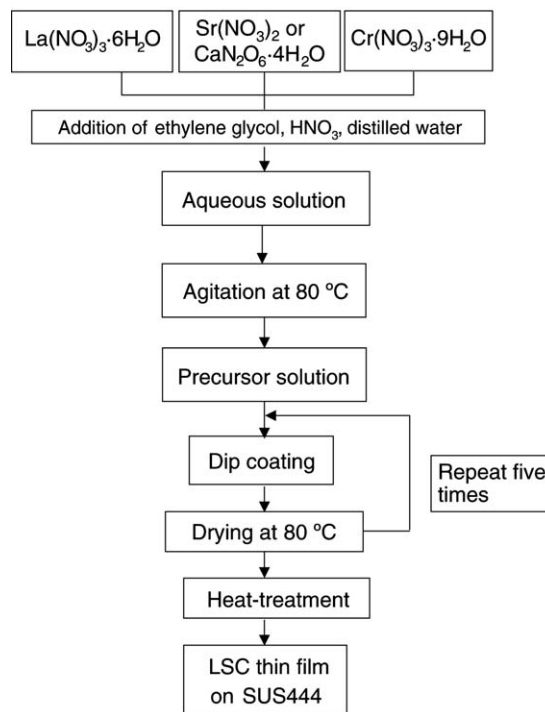 La(NO₃)₃·6H₂O
Sr(NO₃)₂ or
CaN₂O₆·4H₂O
Cr(NO₃)₃·9H₂O
Addition of ethylene glycol, HNO₃, distilled water
Aqueous solution
Agitation at 80 ºC
Precursor solution
Dip coating
Repeat five
times
Drying at 80 ºC
Heat-treatment
LSC thin film
on SUS444